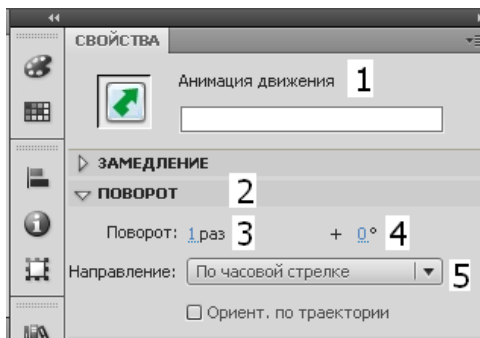 СВОЙСТВА
Анимация движения 1
ЗАМЕДЛЕНИЕ
ПОВОРОТ 2
Поворот: 1 раз 3 + 0° 4
Направление: По часовой стрелке 5
Ориент. по траектории